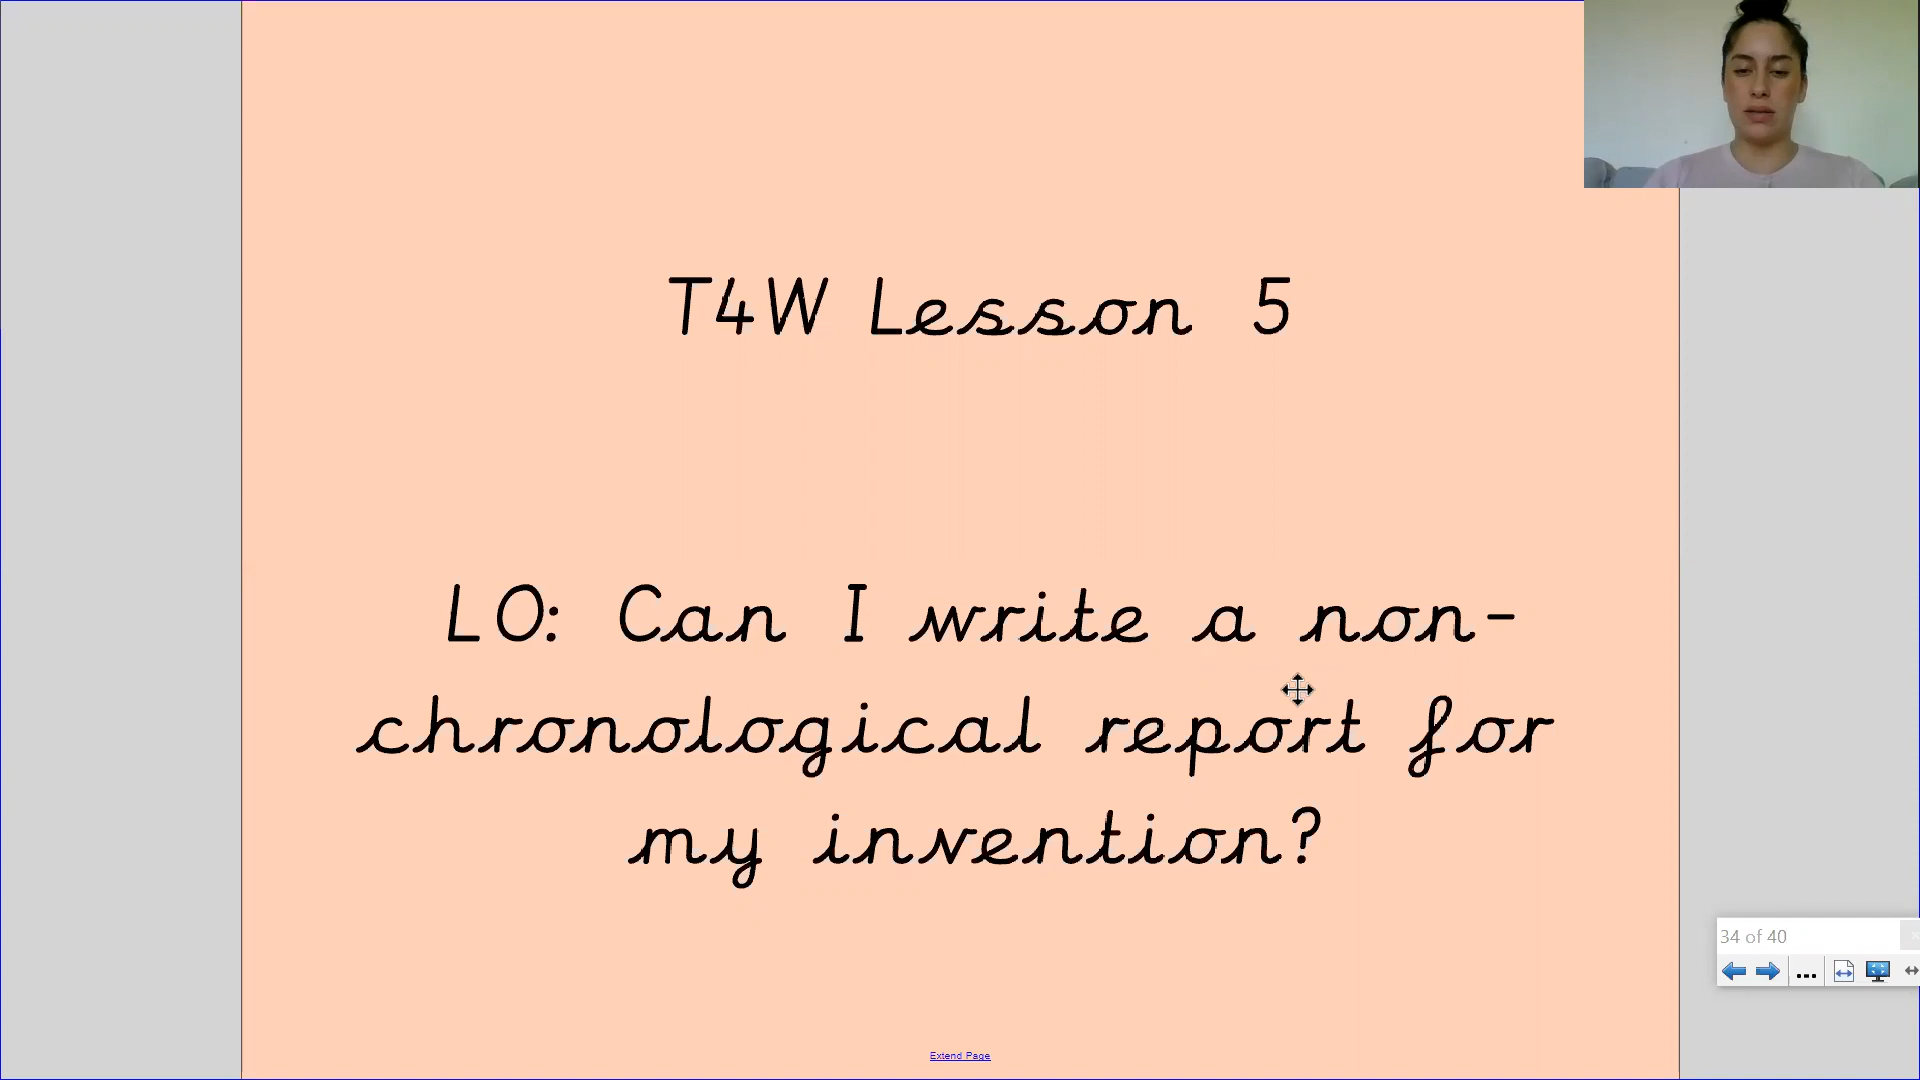 T4W Lesson 5
LO: Can I write a non-
chronological report for
my invention?
34 of 40
...
Extend Page